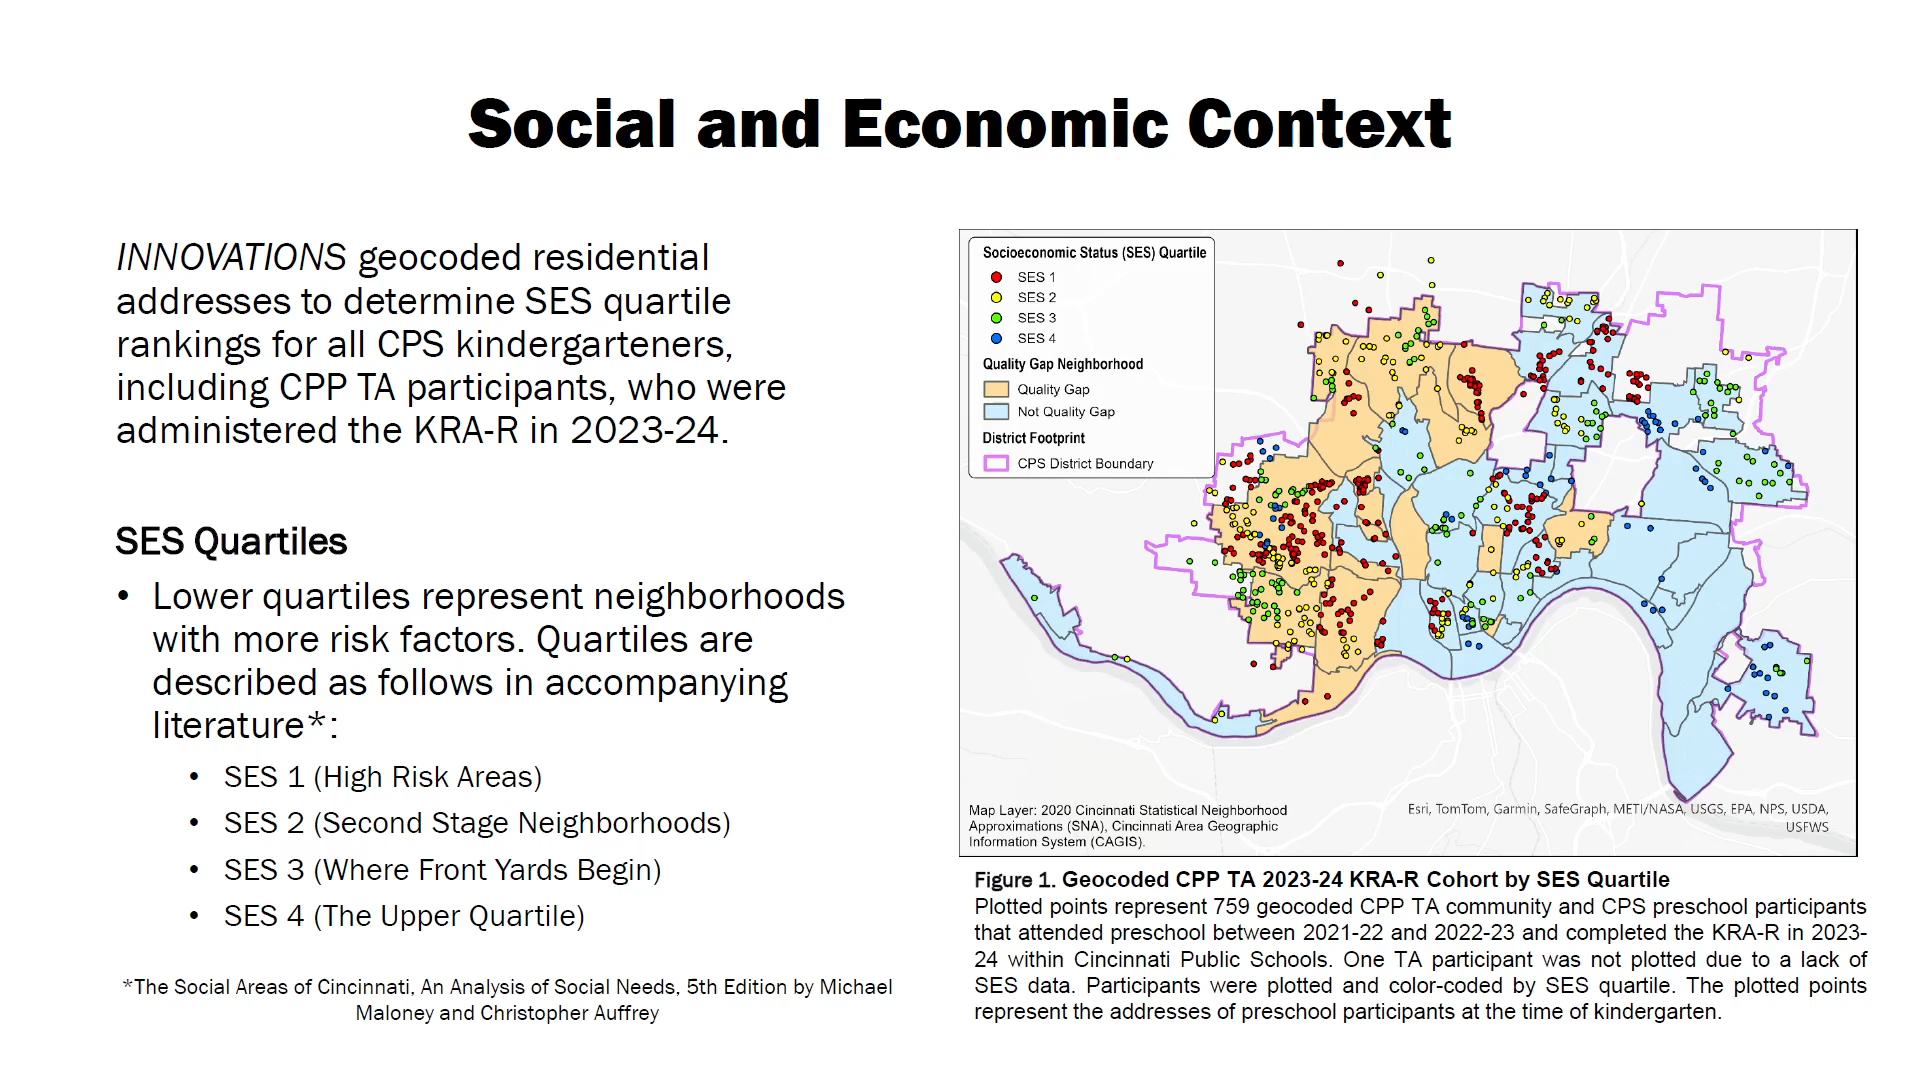 Social and Economic Context
INNOVATIONS geocoded residential
addresses to determine SES quartile
rankings for all CPS kindergarteners,
including CPP TA participants, who were
administered the KRA-R in 2023-24.
SES Quartiles
• Lower quartiles represent neighborhoods
with more risk factors. Quartiles are
described as follows in accompanying
literature*:
• SES 1 (High Risk Areas)
• SES 2 (Second Stage Neighborhoods)
• SES 3 (Where Front Yards Begin)
• SES 4 (The Upper Quartile)
*The Social Areas of Cincinnati, An Analysis of Social Needs, 5th Edition by Michael
Maloney and Christopher Auffrey
Socioeconomic Status (SES) Quartile
SES 1
SES 2
SES 3
SES 4
Quality Gap Neighborhood
Quality Gap
Not Quality Gap
District Footprint
CPS District Boundary
Map Layer: 2020 Cincinnati Statistical Neighborhood
Approximations (SNA), Cincinnati Area Geographic
Information System (CAGIS).
Esri, TomTom, Garmin, SafeGraph, METI/NASA, USGS, EPA, NPS, USDA,
USFWS
Figure 1. Geocoded CPP TA 2023-24 KRA-R Cohort by SES Quartile
Plotted points represent 759 geocoded CPP TA community and CPS preschool participants
that attended preschool between 2021-22 and 2022-23 and completed the KRA-R in 2023-
24 within Cincinnati Public Schools. One TA participant was not plotted due to a lack of
SES data. Participants were plotted and color-coded by SES quartile. The plotted points
represent the addresses of preschool participants at the time of kindergarten.